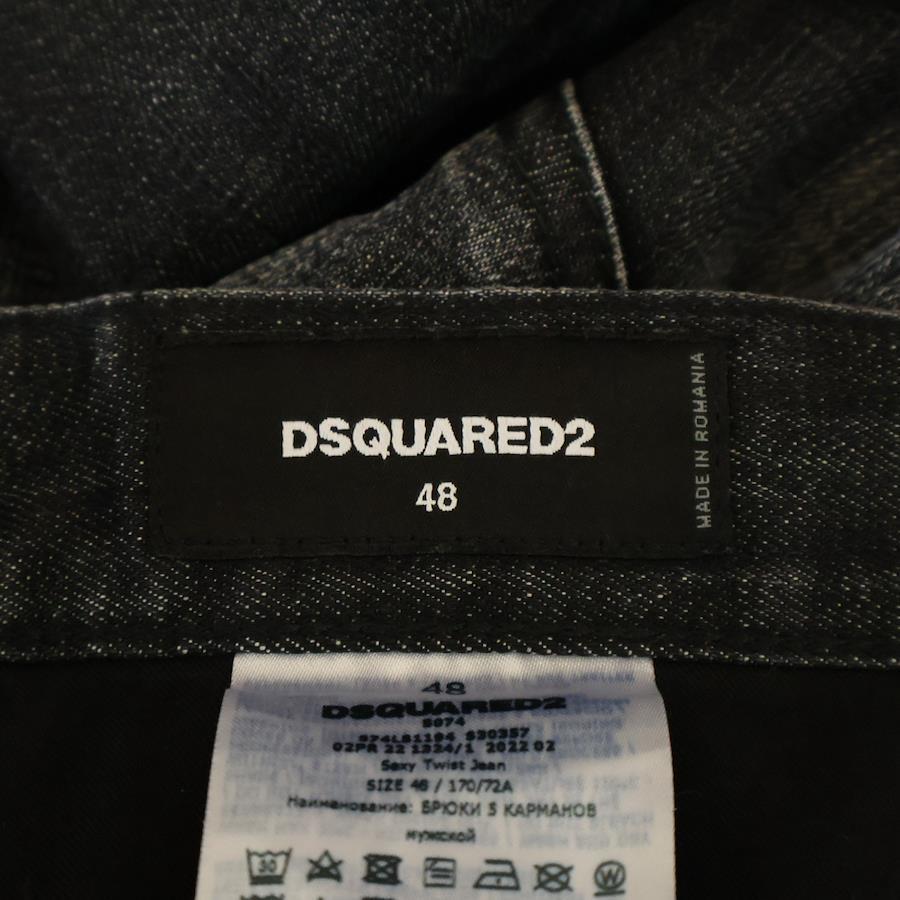 DSQUARED2
48
MADE IN ROMANIA
48
DSQUARED2
S074
S74LB1194 S30357
02PR 22 1324/1 2022 02
Sexy Twist Jean
SIZE 48 / 170/72A
Наименование: БРЮКИ 5 КАРМАНОВ
мужской
30
W